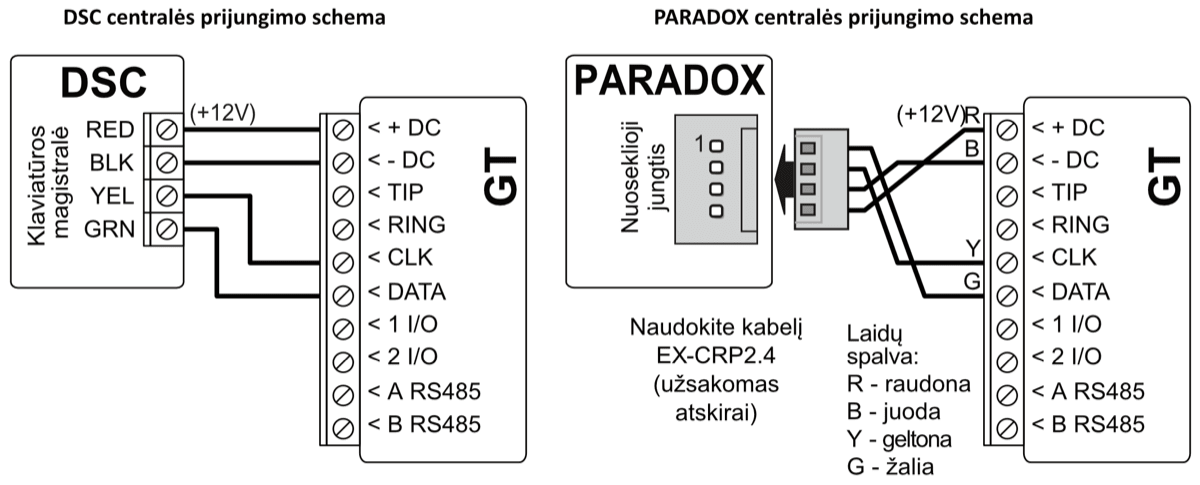 DSC centralės prijungimo schema
DSC
Klaviatūros
magistralė
RED
BLK
YEL
GRN
(+12V)
< + DC
< - DC
< TIP
< RING
< CLK
< DATA
< 1 I/O
< 2 I/O
< A RS485
< B RS485
GT
PARADOX centralės prijungimo schema
PARADOX
Nuoseklioji
jungtis
1
(+12V)
R
B
Y
G
< + DC
< - DC
< TIP
< RING
< CLK
< DATA
< 1 I/O
< 2 I/O
< A RS485
< B RS485
GT
Naudokite kabelį
EX-CRP2.4
(užsakomas
atskirai)
Laidų
spalva:
R - raudona
B - juoda
Y - geltona
G - žalia